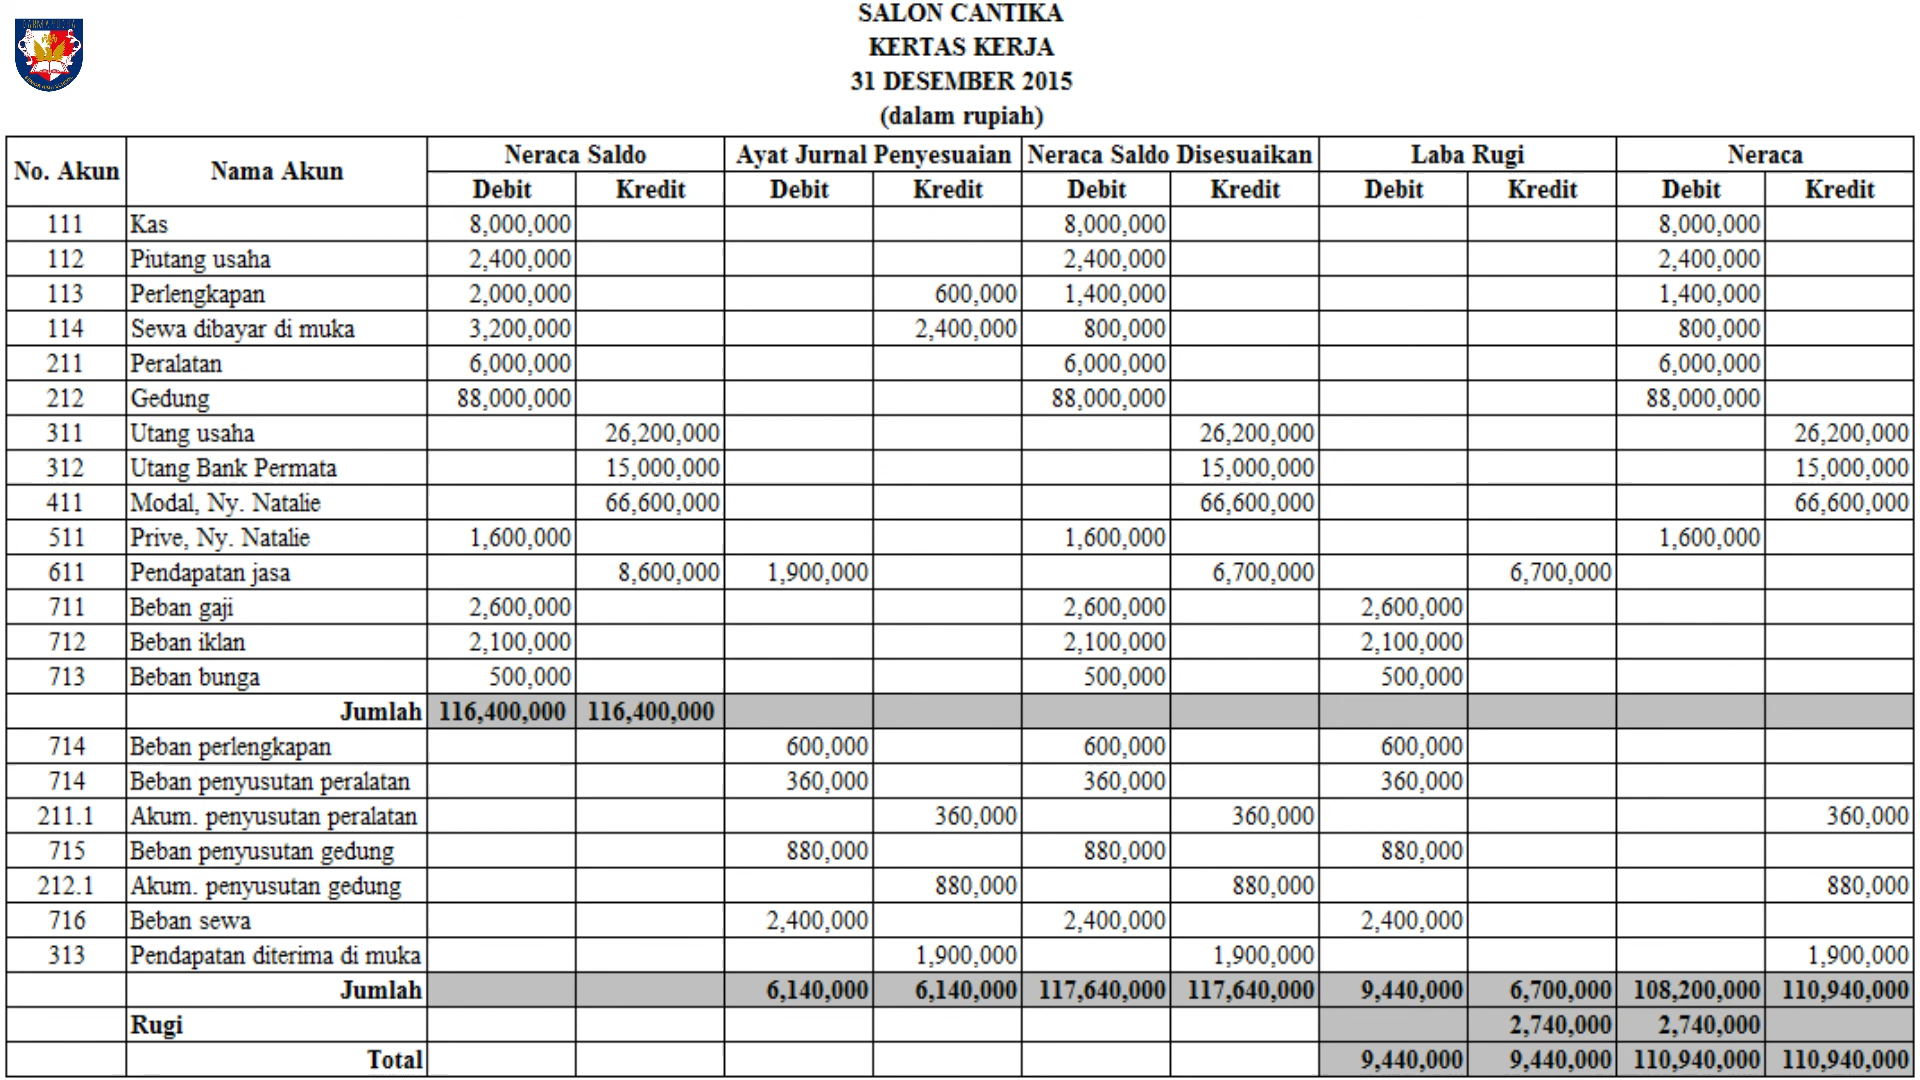 SALON CANTIKA
KERTAS KERJA
31 DESEMBER 2015
(dalam rupiah)
No. Akun Nama Akun Neraca Saldo Ayat Jurnal Penyesuaian Neraca Saldo Disesuaikan Laba Rugi Neraca
Debit Kredit Debit Kredit Debit Kredit Debit Kredit Debit Kredit
111 Kas 8,000,000 8,000,000 8,000,000
112 Piutang usaha 2,400,000 2,400,000 2,400,000
113 Perlengkapan 2,000,000 600,000 1,400,000 1,400,000
114 Sewa dibayar di muka 3,200,000 2,400,000 800,000 800,000
211 Peralatan 6,000,000 6,000,000 6,000,000
212 Gedung 88,000,000 88,000,000 88,000,000
311 Utang usaha 26,200,000 26,200,000 26,200,000
312 Utang Bank Permata 15,000,000 15,000,000 15,000,000
411 Modal, Ny. Natalie 66,600,000 66,600,000 66,600,000
511 Prive, Ny. Natalie 1,600,000 1,600,000 1,600,000
611 Pendapatan jasa 8,600,000 1,900,000 6,700,000 6,700,000
711 Beban gaji 2,600,000 2,600,000 2,600,000
712 Beban iklan 2,100,000 2,100,000 2,100,000
713 Beban bunga 500,000 500,000 500,000
Jumlah 116,400,000 116,400,000
714 Beban perlengkapan 600,000 600,000 600,000
714 Beban penyusutan peralatan 360,000 360,000 360,000
211.1 Akum. penyusutan peralatan 360,000 360,000 360,000
715 Beban penyusutan gedung 880,000 880,000 880,000
212.1 Akum. penyusutan gedung 880,000 880,000 880,000
716 Beban sewa 2,400,000 2,400,000 2,400,000
313 Pendapatan diterima di muka 1,900,000 1,900,000 1,900,000
Jumlah 6,140,000 6,140,000 117,640,000 117,640,000 9,440,000 6,700,000 108,200,000 110,940,000
Rugi 2,740,000 2,740,000
Total 9,440,000 9,440,000 110,940,000 110,940,000